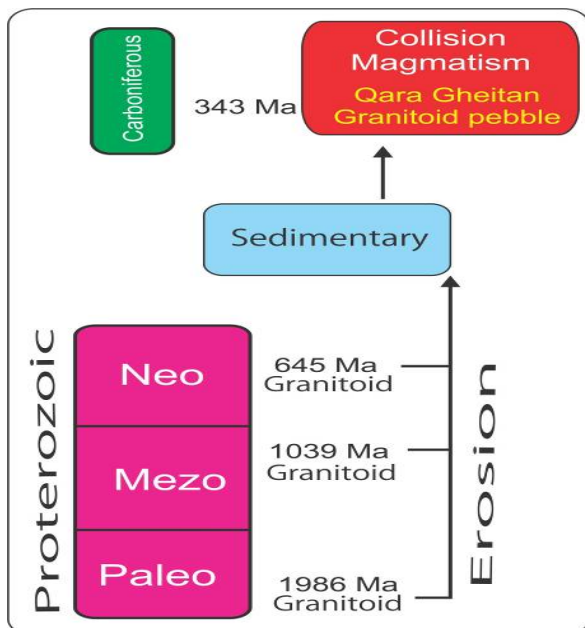 Carboniferous
343 Ma
Collision
Magmatism
Qara Gheitan
Granitoid pebble
Sedimentary
Proterozoic
Neo
645 Ma
Granitoid
Mezo
1039 Ma
Granitoid
Paleo
1986 Ma
Granitoid
Erosion